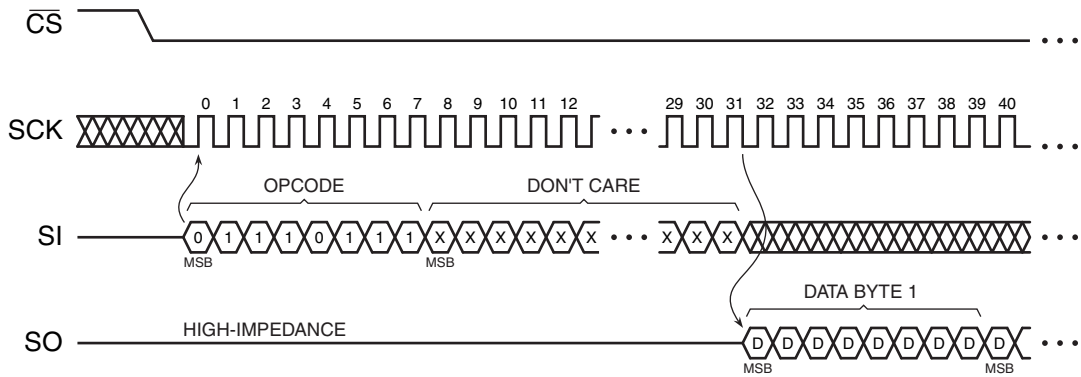 CS
0 1 2 3 4 5 6 7 8 9 10 11 12 29 30 31 32 33 34 35 36 37 38 39 40
SCK
OPCODE DON'T CARE
SI 0 1 1 1 0 1 1 1 X X X X X X X X X
MSB MSB
DATA BYTE 1
HIGH-IMPEDANCE
SO D D D D D D D D D
MSB MSB